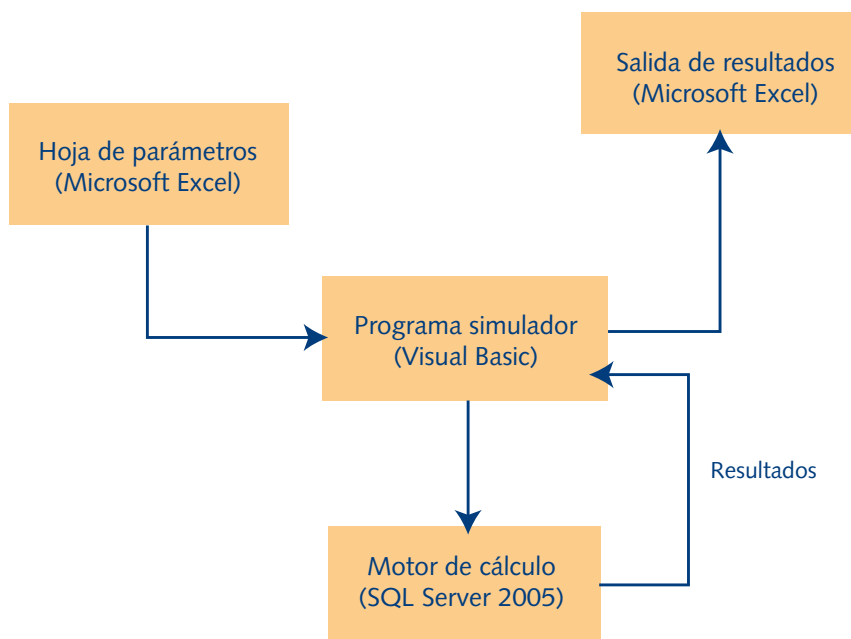 Salida de resultados
(Microsoft Excel)
Hoja de parámetros
(Microsoft Excel)
Programa simulador
(Visual Basic)
Resultados
Motor de cálculo
(SQL Server 2005)